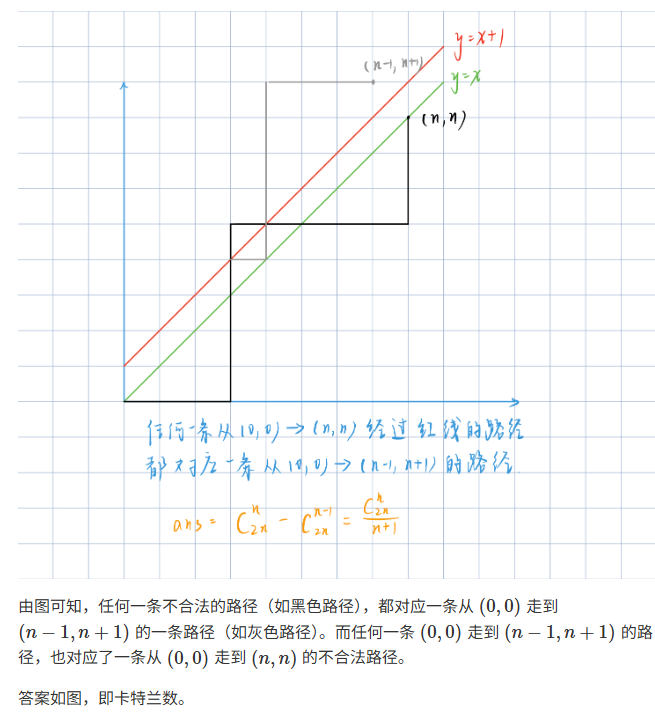 y=x+1
(n-1, n+1)
y=x
(n,n)
任何一条从(0,0)→(n,n)经过红线的路径
都对应一条从(0,0)→(n-1,n+1)的路径.
ans = C_{2n}^{n} - C_{2n}^{n-1} = \frac{C_{2n}^{n}}{n+1}
由图可知，任何一条不合法的路径（如黑色路径），都对应一条从 (0,0) 走到
(n−1,n+1) 的一条路径（如灰色路径）。而任何一条 (0,0) 走到 (n−1,n+1) 的路
径，也对应了一条从 (0,0) 走到 (n,n) 的不合法路径。
答案如图，即卡特兰数。